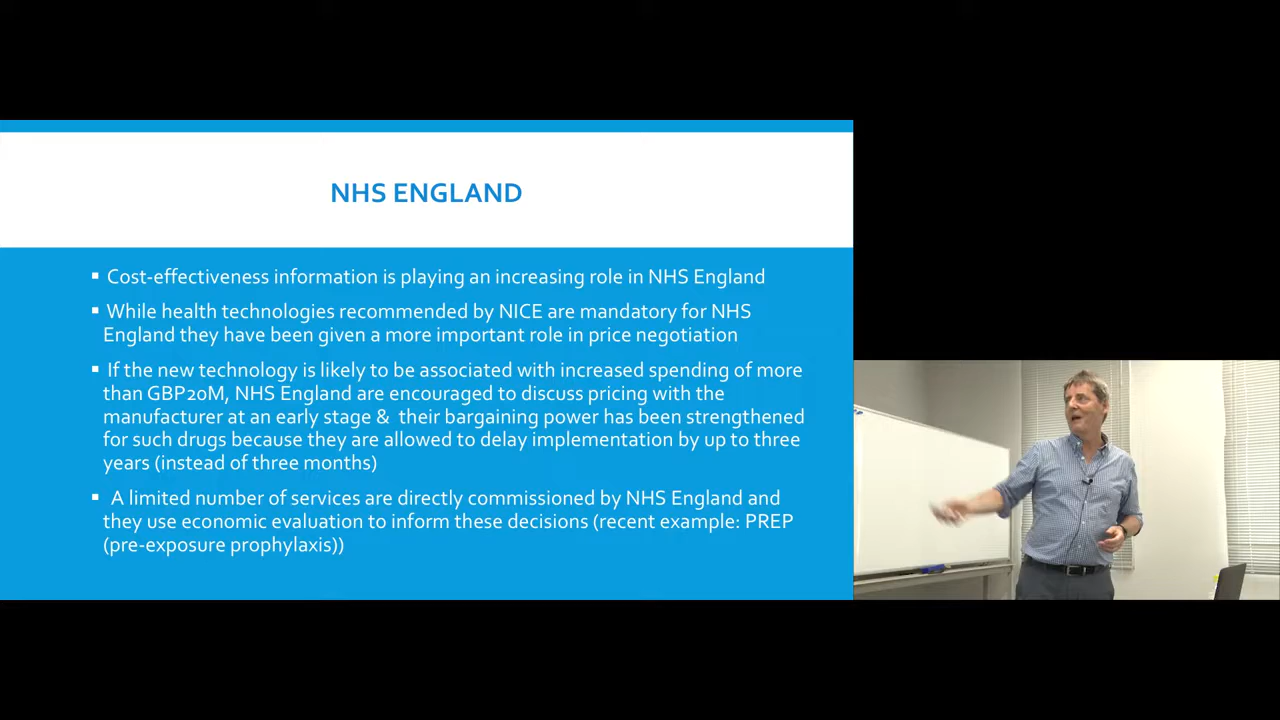 NHS ENGLAND
▪ Cost-effectiveness information is playing an increasing role in NHS England
▪ While health technologies recommended by NICE are mandatory for NHS
England they have been given a more important role in price negotiation
▪ If the new technology is likely to be associated with increased spending of more
than GBP20M, NHS England are encouraged to discuss pricing with the
manufacturer at an early stage & their bargaining power has been strengthened
for such drugs because they are allowed to delay implementation by up to three
years (instead of three months)
▪ A limited number of services are directly commissioned by NHS England and
they use economic evaluation to inform these decisions (recent example: PREP
(pre-exposure prophylaxis))